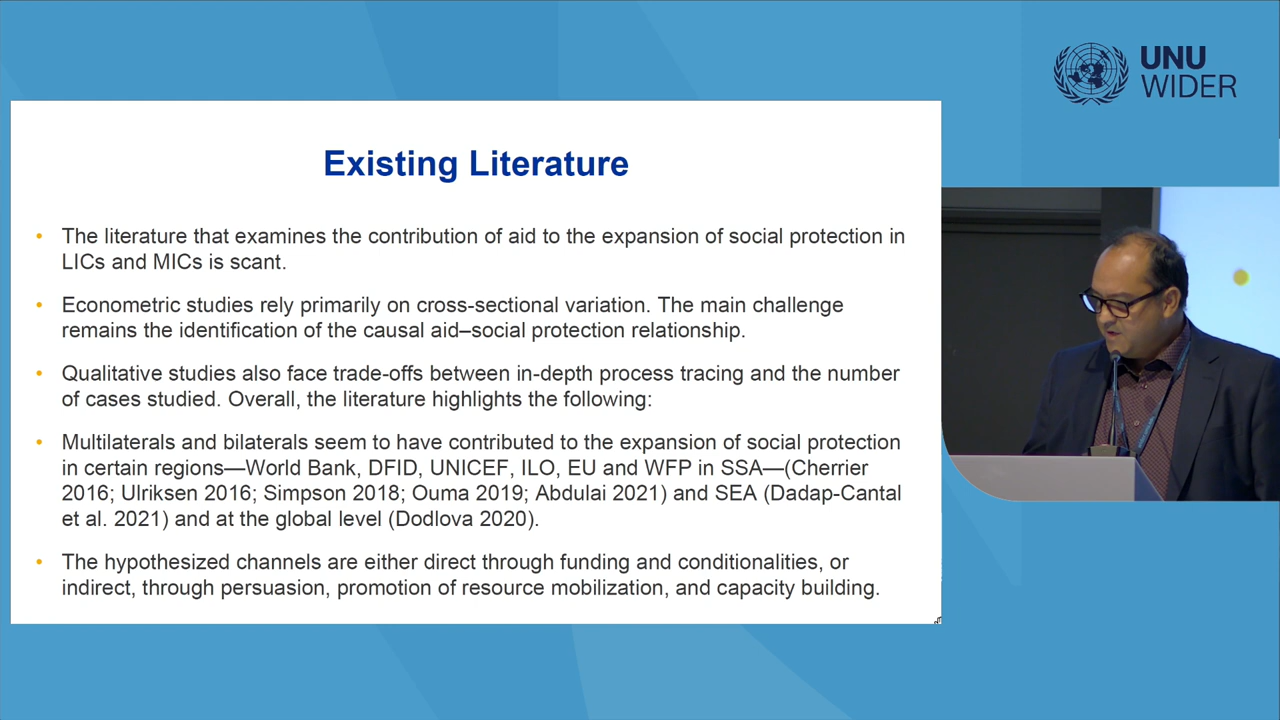 UNU
WIDER
Existing Literature
• The literature that examines the contribution of aid to the expansion of social protection in
LICs and MICs is scant.
• Econometric studies rely primarily on cross-sectional variation. The main challenge
remains the identification of the causal aid–social protection relationship.
• Qualitative studies also face trade-offs between in-depth process tracing and the number
of cases studied. Overall, the literature highlights the following:
• Multilaterals and bilaterals seem to have contributed to the expansion of social protection
in certain regions—World Bank, DFID, UNICEF, ILO, EU and WFP in SSA—(Cherrier
2016; Ulriksen 2016; Simpson 2018; Ouma 2019; Abdulai 2021) and SEA (Dadap-Cantal
et al. 2021) and at the global level (Dodlova 2020).
• The hypothesized channels are either direct through funding and conditionalities, or
indirect, through persuasion, promotion of resource mobilization, and capacity building.